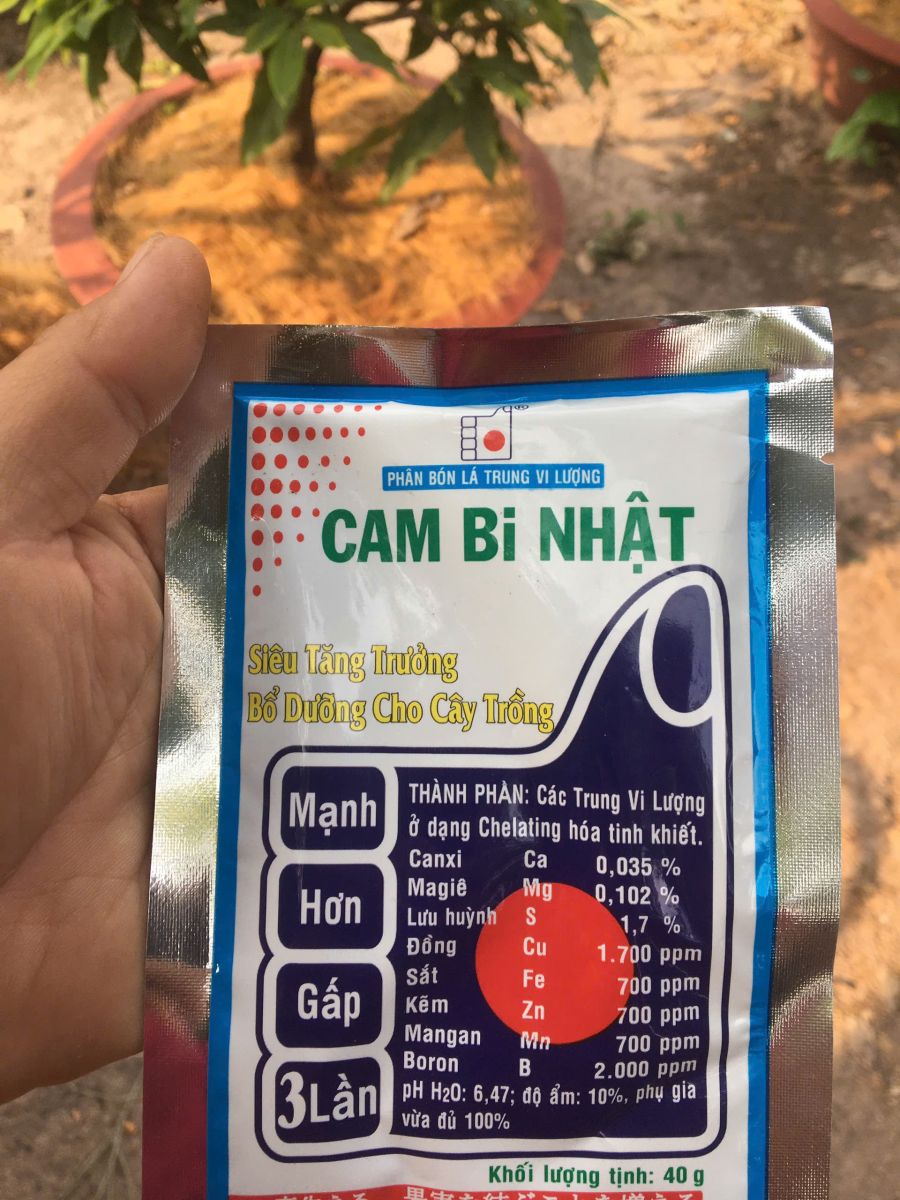 ®
PHÂN BÓN LÁ TRUNG VI LƯỢNG
CAM Bi NHẬT
Siêu Tăng Trưởng
Bổ Dưỡng Cho Cây Trồng
Mạnh
Hơn
Gấp
3 Lần
THÀNH PHẦN: Các Trung Vi Lượng
ở dạng Chelating hóa tinh khiết.
Canxi Ca 0,035 %
Magiê Mg 0,102 %
Lưu huỳnh S 1,7 %
Đồng Cu 1.700 ppm
Sắt Fe 700 ppm
Kẽm Zn 700 ppm
Mangan Mn 700 ppm
Boron B 2.000 ppm
pH H2O: 6,47; độ ẩm: 10%, phụ gia
vừa đủ 100%
Khối lượng tịnh: 40 g